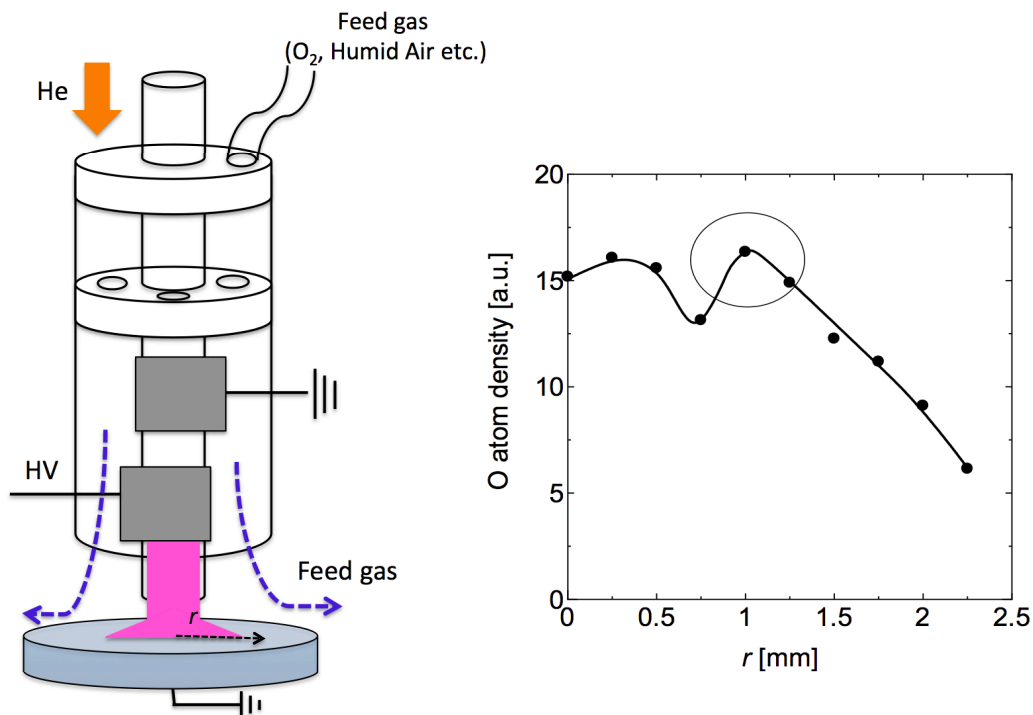 Feed gas
(O₂, Humid Air etc.)
He
HV
Feed gas
r
20
15
10
5
0
O atom density [a.u.]
0 0.5 1 1.5 2 2.5
r [mm]